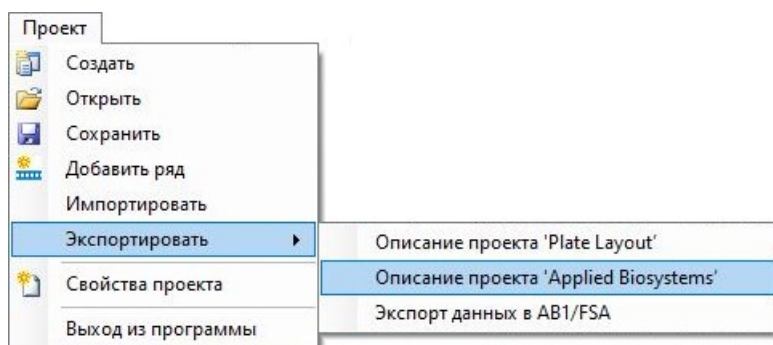 Проект
Создать
Открыть
Сохранить
Добавить ряд
Импортировать
Экспортировать
Описание проекта 'Plate Layout'
Описание проекта 'Applied Biosystems'
Экспорт данных в AB1/FSA
Свойства проекта
Выход из программы